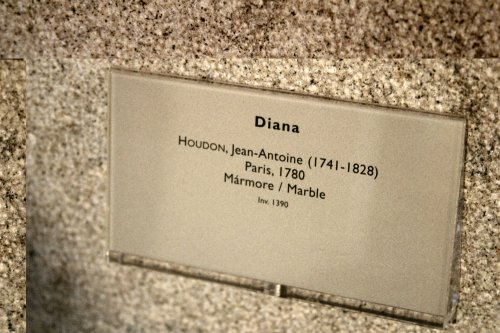 Diana
HOUDON, Jean-Antoine (1741-1828)
Paris, 1780
Mármore / Marble
Inv. 1390